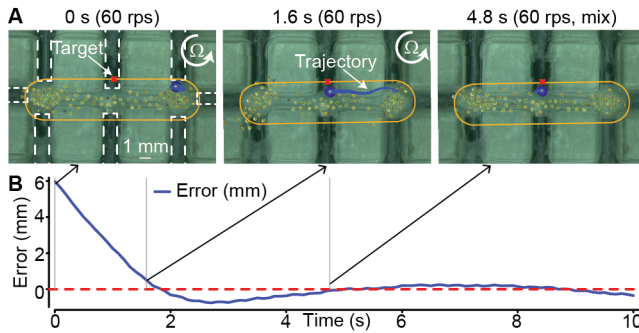 A 0 s (60 rps) 1.6 s (60 rps) 4.8 s (60 rps, mix)
Target Ω Trajectory Ω Ω
1 mm
B
Error (mm)
Error (mm)
6
4
2
0
0 2 4 Time (s) 6 8 10